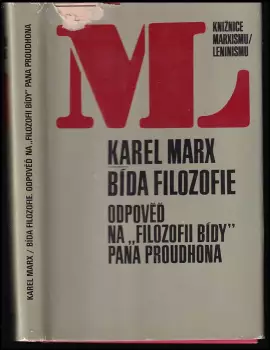 KAREL MARX / BÍDA FILOZOFIE. ODPOVĚĎ NA „FILOZOFII BÍDY" PANA PROUDHONA
ML
KNIŽNICE
MARXISMU/
LENINISMU
KAREL MARX
BÍDA FILOZOFIE
ODPOVĚĎ
NA „FILOZOFII BÍDY"
PANA PROUDHONA